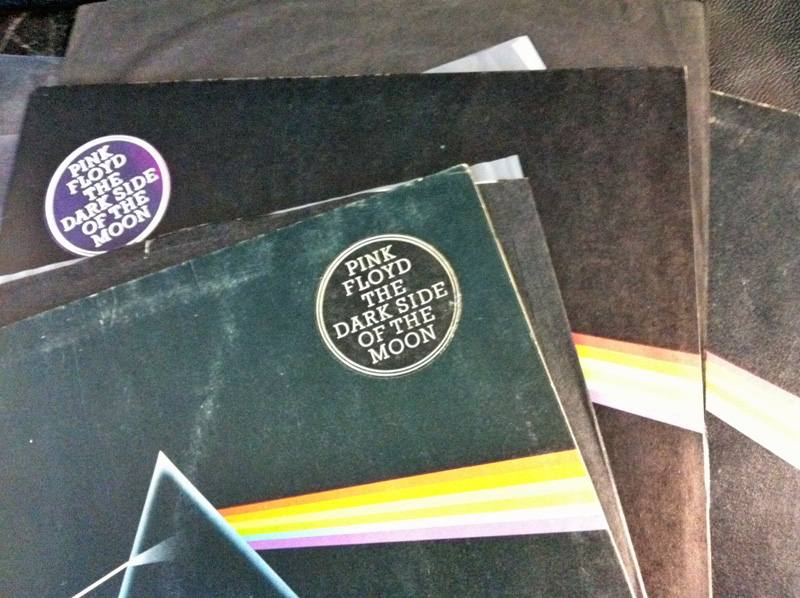 PINK
FLOYD
THE
DARK SIDE
OF THE
MOON
PINK
FLOYD
THE
DARK SIDE
OF THE
MOON